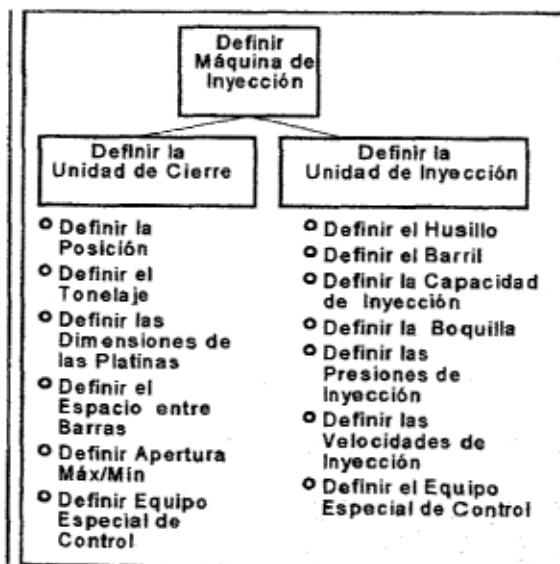 Definir
Máquina de
Inyección
Definir la
Unidad de Cierre
Definir la
Posición
Definir el
Tonelaje
Definir las
Dimensiones de
las Platinas
Definir el
Espacio entre
Barras
Definir Apertura
Máx/Mín
Definir Equipo
Especial de
Control
Definir la
Unidad de Inyección
Definir el Husillo
Definir el Barril
Definir la Capacidad
de Inyección
Definir la Boquilla
Definir las
Presiones de
Inyección
Definir las
Velocidades de
Inyección
Definir el Equipo
Especial de Control